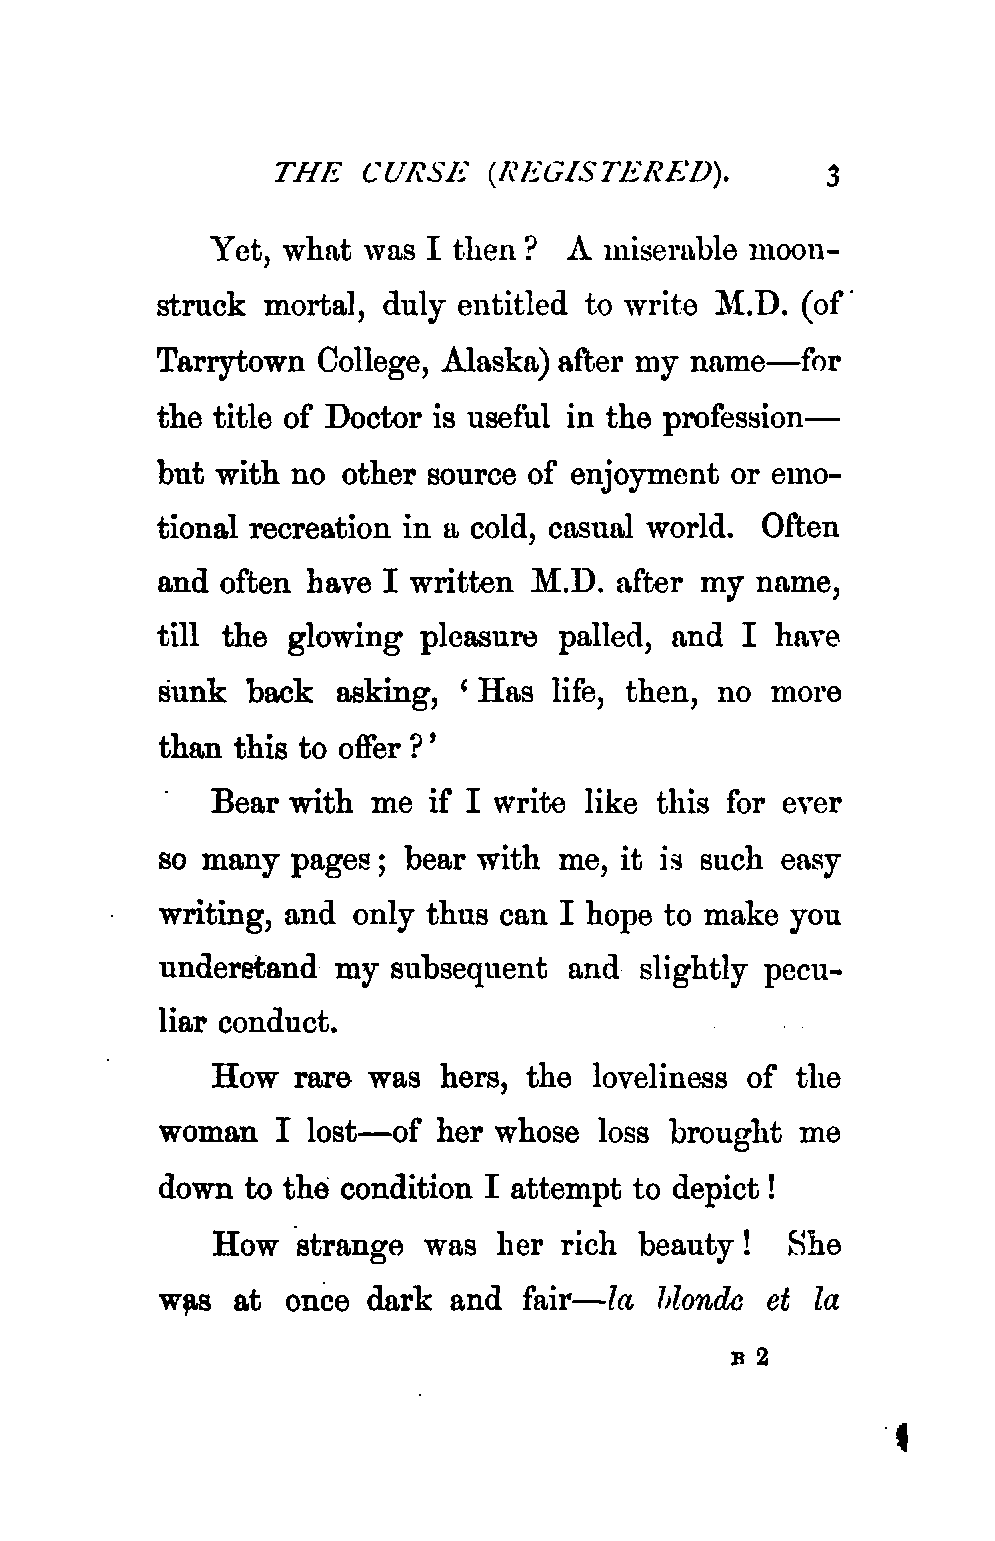 THE CURSE (REGISTERED). 3
Yet, what was I then? A miserable moon-
struck mortal, duly entitled to write M.D. (of
Tarrytown College, Alaska) after my name—for
the title of Doctor is useful in the profession—
but with no other source of enjoyment or emo-
tional recreation in a cold, casual world. Often
and often have I written M.D. after my name,
till the glowing pleasure palled, and I have
sunk back asking, ‘Has life, then, no more
than this to offer?’
Bear with me if I write like this for ever
so many pages; bear with me, it is such easy
writing, and only thus can I hope to make you
understand my subsequent and slightly pecu-
liar conduct.
How rare was hers, the loveliness of the
woman I lost—of her whose loss brought me
down to the condition I attempt to depict!
How strange was her rich beauty! She
was at once dark and fair—la blonde et la
B 2